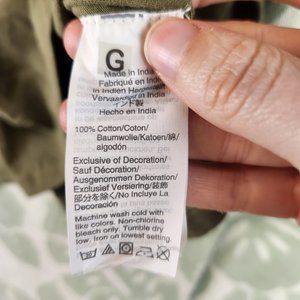 G
Made in India
Fabriqué en India
In Indien Hergestellt
Vervaardigd in India
インド製
Hecho en India
100% Cotton/Coton/
Baumwolle/Katoen/綿/
algodón
Exclusive of Decoration/
Sauf Décoration/
Ausgenommen Dekoration/
Exclusief Versiering/装飾
部分を除く/No Incluye La
Decoración
Machine wash cold with
like colors. Non-chlorine
bleach only. Tumble dry
low. Iron on lowest setting.